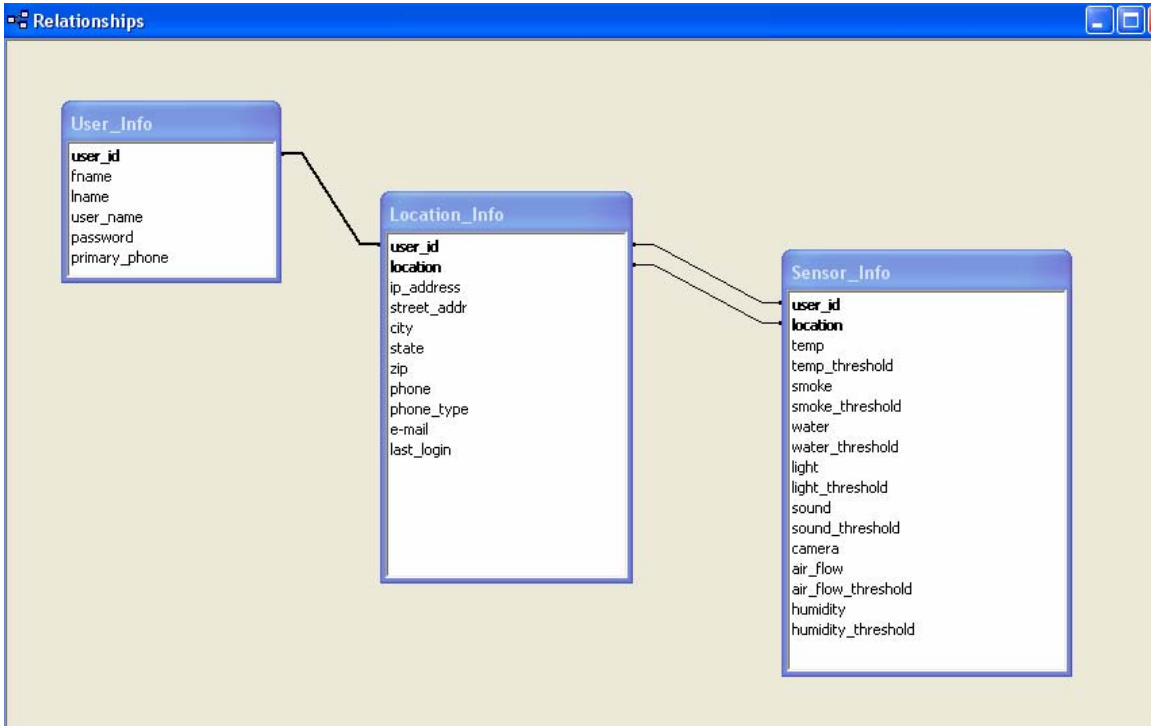 Relationships
User_Info
user_id
fname
lname
user_name
password
primary_phone
Location_Info
user_id
location
ip_address
street_addr
city
state
zip
phone
phone_type
e-mail
last_login
Sensor_Info
user_id
location
temp
temp_threshold
smoke
smoke_threshold
water
water_threshold
light
light_threshold
sound
sound_threshold
camera
air_flow
air_flow_threshold
humidity
humidity_threshold